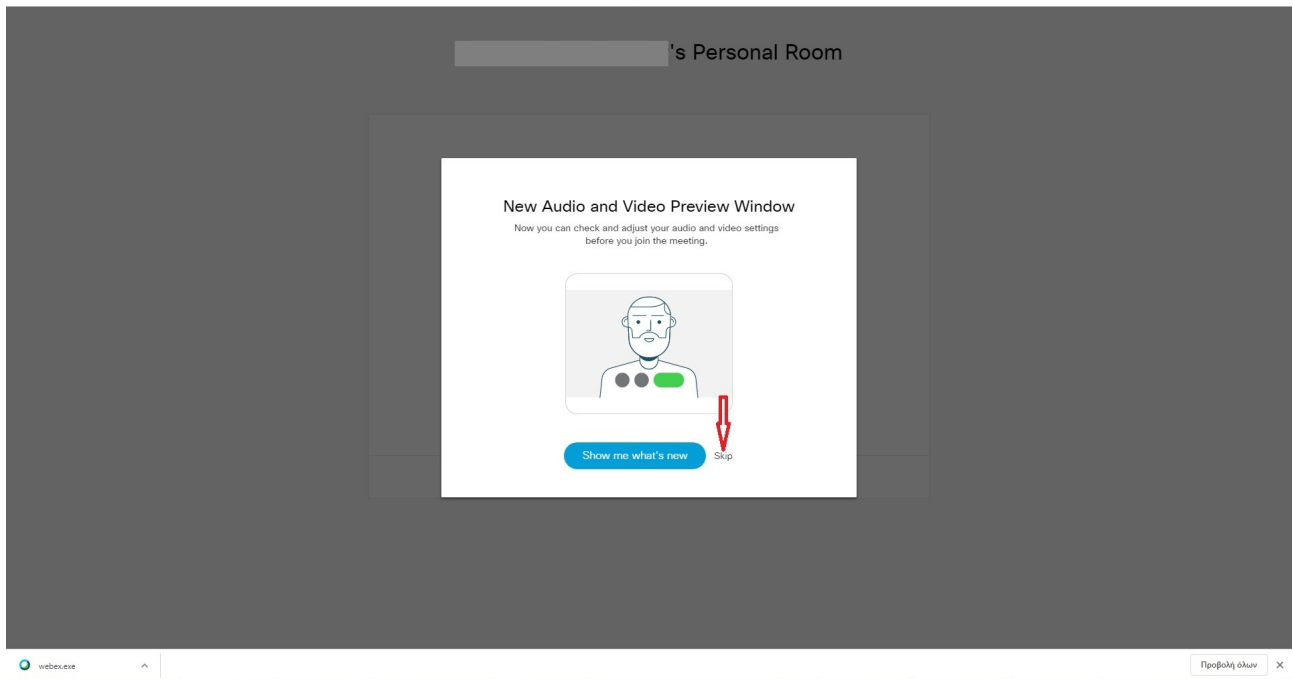 's Personal Room
New Audio and Video Preview Window
Now you can check and adjust your audio and video settings
before you join the meeting.
Show me what's new
Skip
webex.exe
Προβολή όλων